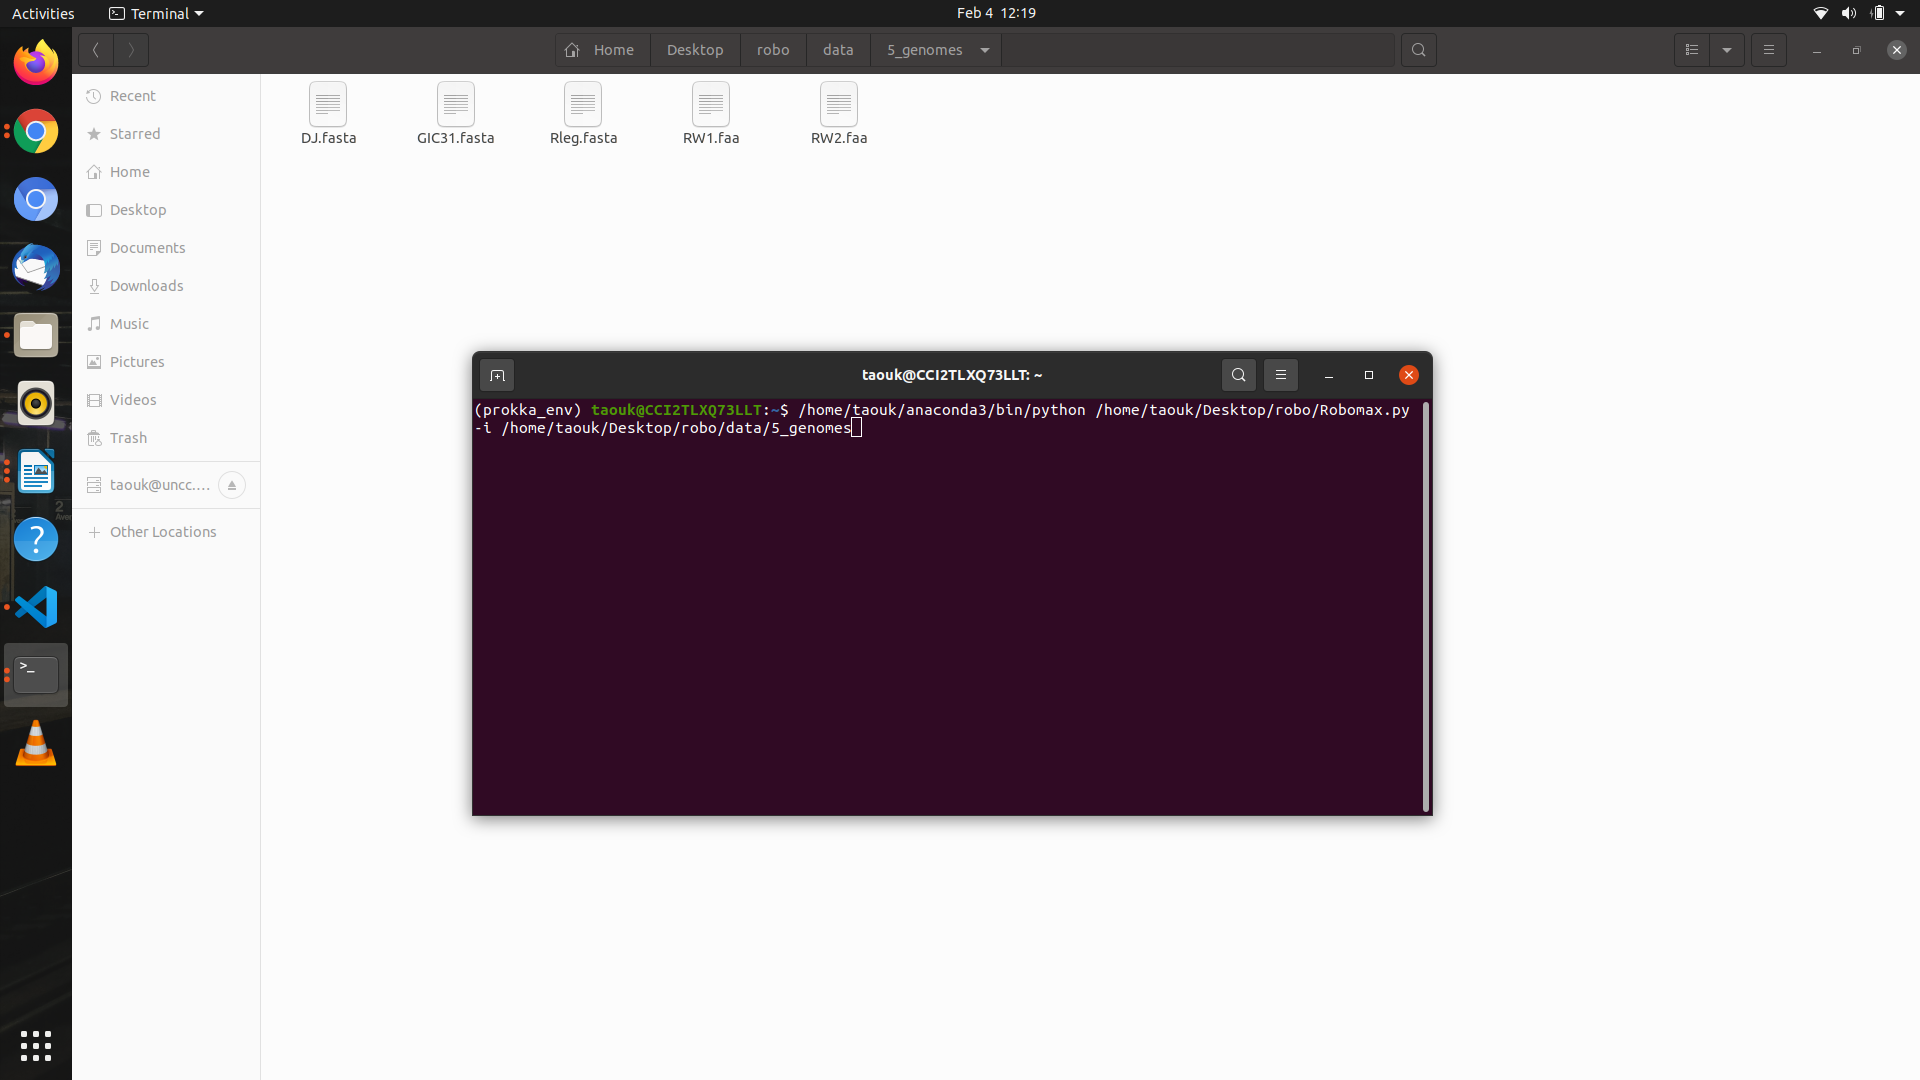 Activities
Terminal
Feb 4 12:19
Home
Desktop
robo
data
5_genomes
Recent
Starred
Home
Desktop
Documents
Downloads
Music
Pictures
Videos
Trash
taouk@uncc....
Other Locations
DJ.fasta
GIC31.fasta
Rleg.fasta
RW1.faa
RW2.faa
taouk@CCI2TLXQ73LLT: ~
(prokka_env) taouk@CCI2TLXQ73LLT:~$ /home/taouk/anaconda3/bin/python /home/taouk/Desktop/robo/Robomax.py
-i /home/taouk/Desktop/robo/data/5_genomes
2